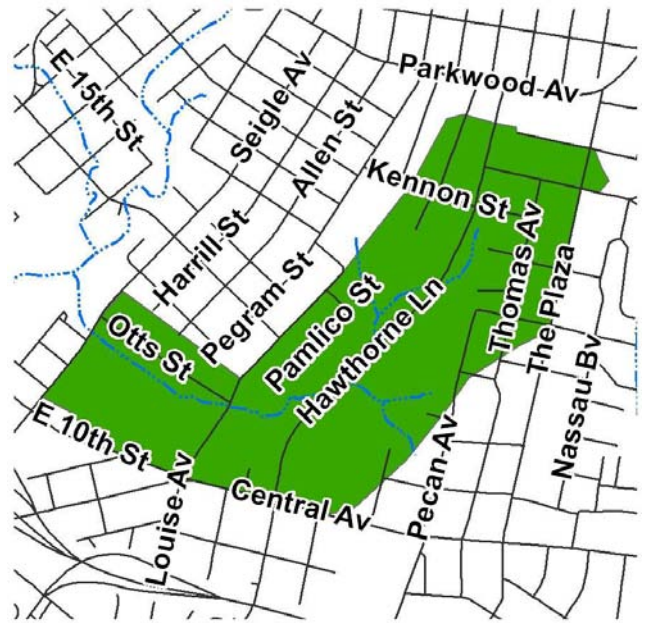 Parkwood Av
E 15th St
Seigle Av
Allen St
Kennon St
Harrill St
Thomas Av
Pegram St
The Plaza
Pamlico St
Hawthorne Ln
Otts St
Nassau Bv
E 10th St
Pecan Av
Central Av
Louise Av